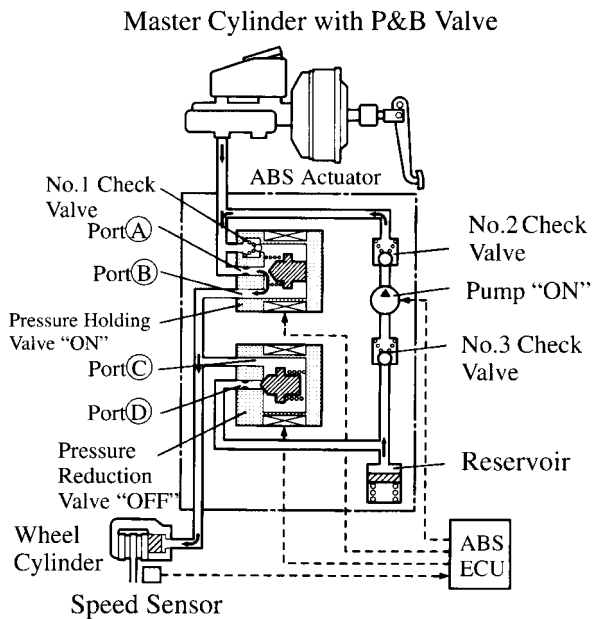 Master Cylinder with P&B Valve
ABS Actuator
No.1 Check
Valve
Port Ⓐ
Port Ⓑ
Pressure Holding
Valve "ON"
Port Ⓒ
Port Ⓓ
Pressure
Reduction
Valve "OFF"
Wheel
Cylinder
Speed Sensor
No.2 Check
Valve
Pump "ON"
No.3 Check
Valve
Reservoir
ABS
ECU